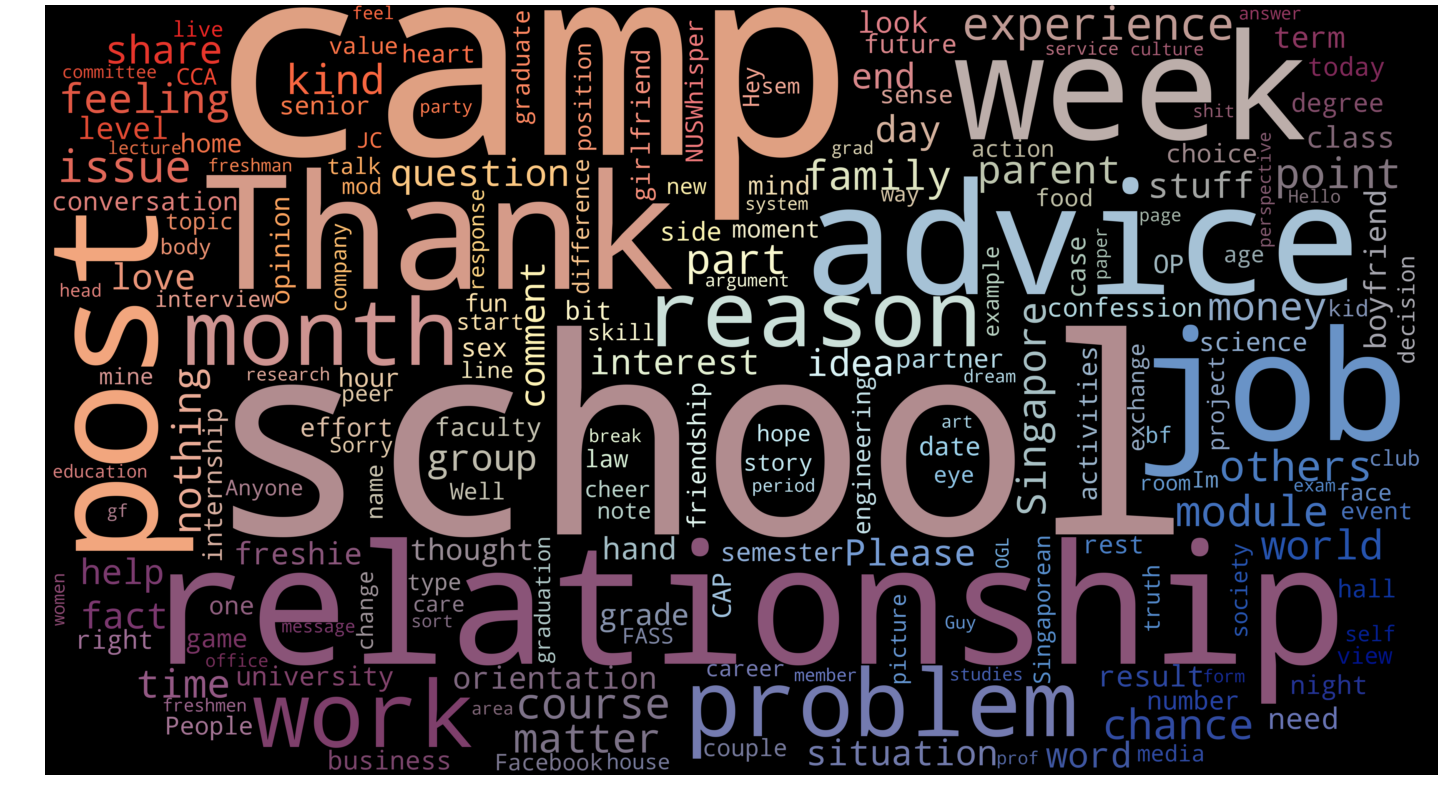 live
feel
share
committee
CCA
feeling
level
lecture
home
issue
conversation
value
heart
kind
senior
party
JC
graduate
position
camp
girlfriend
NUSWhisper
Hey
sem
look
future
end
sense
day
experience
service
culture
answer
term
today
week
shit
degree
class
freshman
talk
mod
question
difference
new
mind
system
grad
family
way
action
parent
food
choice
stuff
perspective
point
Hello
topic
body
love
head
interview
opinion
Thank
company
response
side
moment
part
argument
advice
example
case
paper
page
OP
age
boyfriend
decision
post
month
fun
start
sex
line
comment
bit
skill
reason
interest
idea
partner
dream
Singapore
confession
money
kid
science
job
mine
nothing
research
hour
peer
effort
Sorry
internship
Anyone
name
school
faculty
group
Well
break
law
cheer
note
friendship
hope
story
period
engineering
art
date
eye
activities
exchange
bf
project
room
Im
others
club
exam
face
event
module
education
gf
freshie
thought
hand
semester
Please
OGL
Singaporean
rest
truth
society
world
hall
women
help
fact
right
one
game
message
office
change
type
care
sort
graduation
relationship
grade
FASS
CAP
picture
Guy
self
view
time
university
freshmen
People
work
business
orientation
area
course
matter
Facebook
house
career
member
studies
problem
couple
situation
prof
word
media
result
form
number
chance
night
need